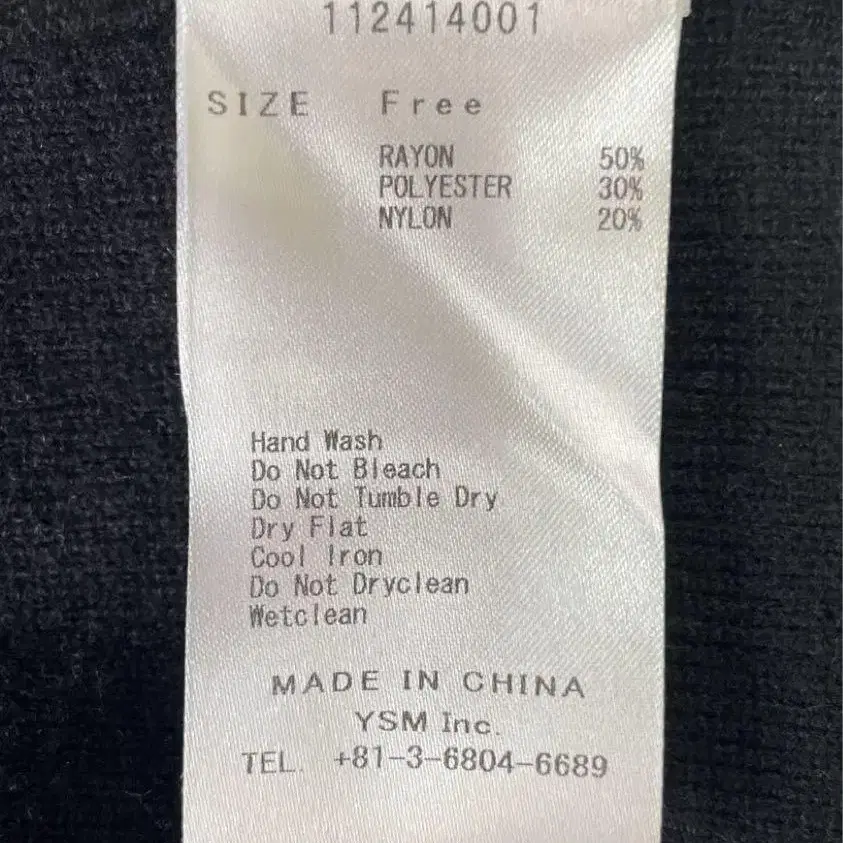 112414001
SIZE Free
RAYON 50%
POLYESTER 30%
NYLON 20%
Hand Wash
Do Not Bleach
Do Not Tumble Dry
Dry Flat
Cool Iron
Do Not Dryclean
Wetclean
MADE IN CHINA
YSM Inc.
TEL. +81-3-6804-6689